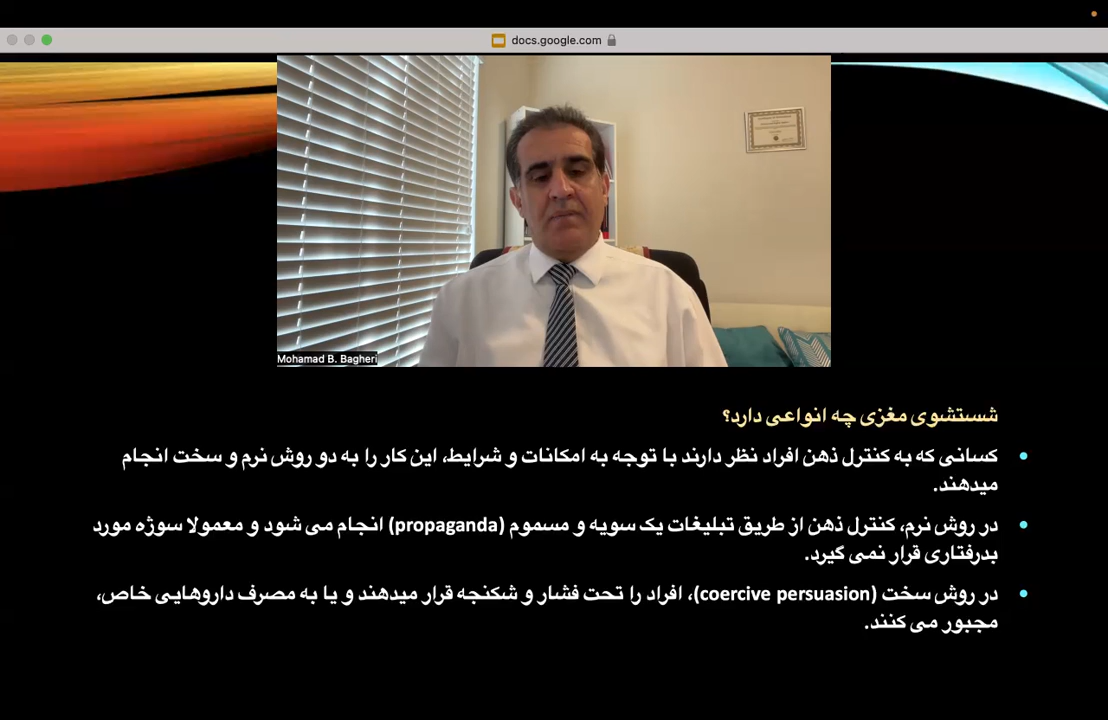 docs.google.com
Mohamad B. Bagheri
شستشوی مغزی چه انواعی دارد؟
کسانی که به کنترل ذهن افراد نظر دارند با توجه به امکانات و شرایط، این کار را به دو روش نرم و سخت انجام
میدهند.
در روش نرم، کنترل ذهن از طریق تبلیغات یک سویه و مسموم (propaganda) انجام می شود و معمولا سوژه مورد
بدرفتاری قرار نمی گیرد.
در روش سخت (coercive persuasion)، افراد را تحت فشار و شکنجه قرار میدهند و یا به مصرف داروهایی خاص،
مجبور می کنند.